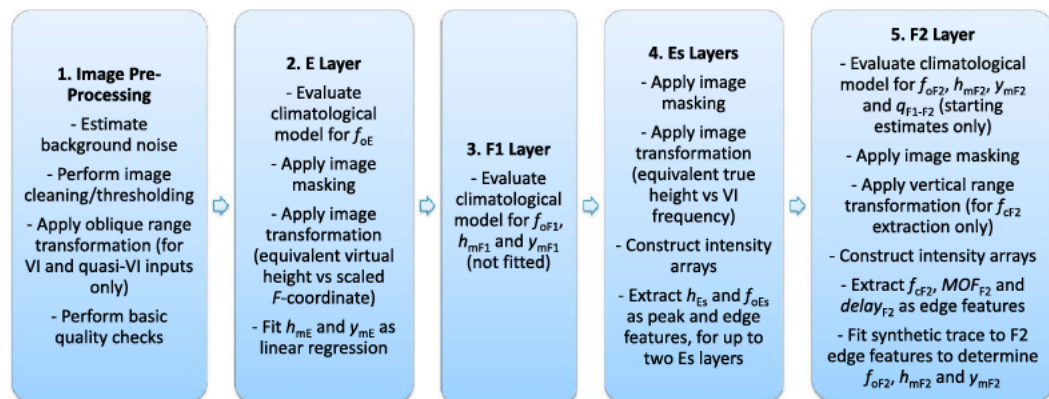 1. Image Pre-
Processing
- Estimate
background noise
- Perform image
cleaning/thresholding
- Apply oblique range
transformation (for
VI and quasi-VI inputs
only)
- Perform basic
quality checks
2. E Layer
- Evaluate
climatological
model for foE
- Apply image
masking
- Apply image
transformation
(equivalent virtual
height vs scaled
F-coordinate)
- Fit hmE and ymE as
linear regression
3. F1 Layer
- Evaluate
climatological
model for foF1,
hmF1 and ymF1
(not fitted)
4. Es Layers
- Apply image
masking
- Apply image
transformation
(equivalent true
height vs VI
frequency)
- Construct intensity
arrays
- Extract hEs and foEs
as peak and edge
features, for up to
two Es layers
5. F2 Layer
- Evaluate climatological
model for foF2, hmF2, ymF2
and qF1-F2 (starting
estimates only)
- Apply image masking
- Apply vertical range
transformation (for fcF2
extraction only)
- Construct intensity arrays
- Extract fcF2, MOFF2 and
delayF2 as edge features
- Fit synthetic trace to F2
edge features to determine
foF2, hmF2 and ymF2